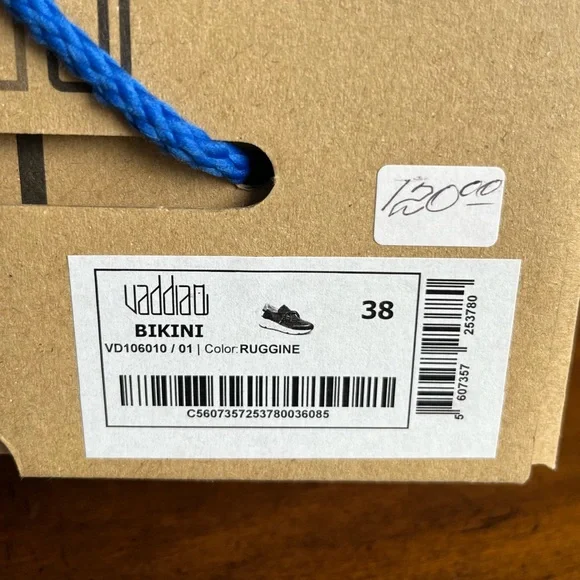 120.00
vaddia
BIKINI
38
VD106010 / 01 | Color:RUGGINE
C5607357253780036085
5 607357 253780